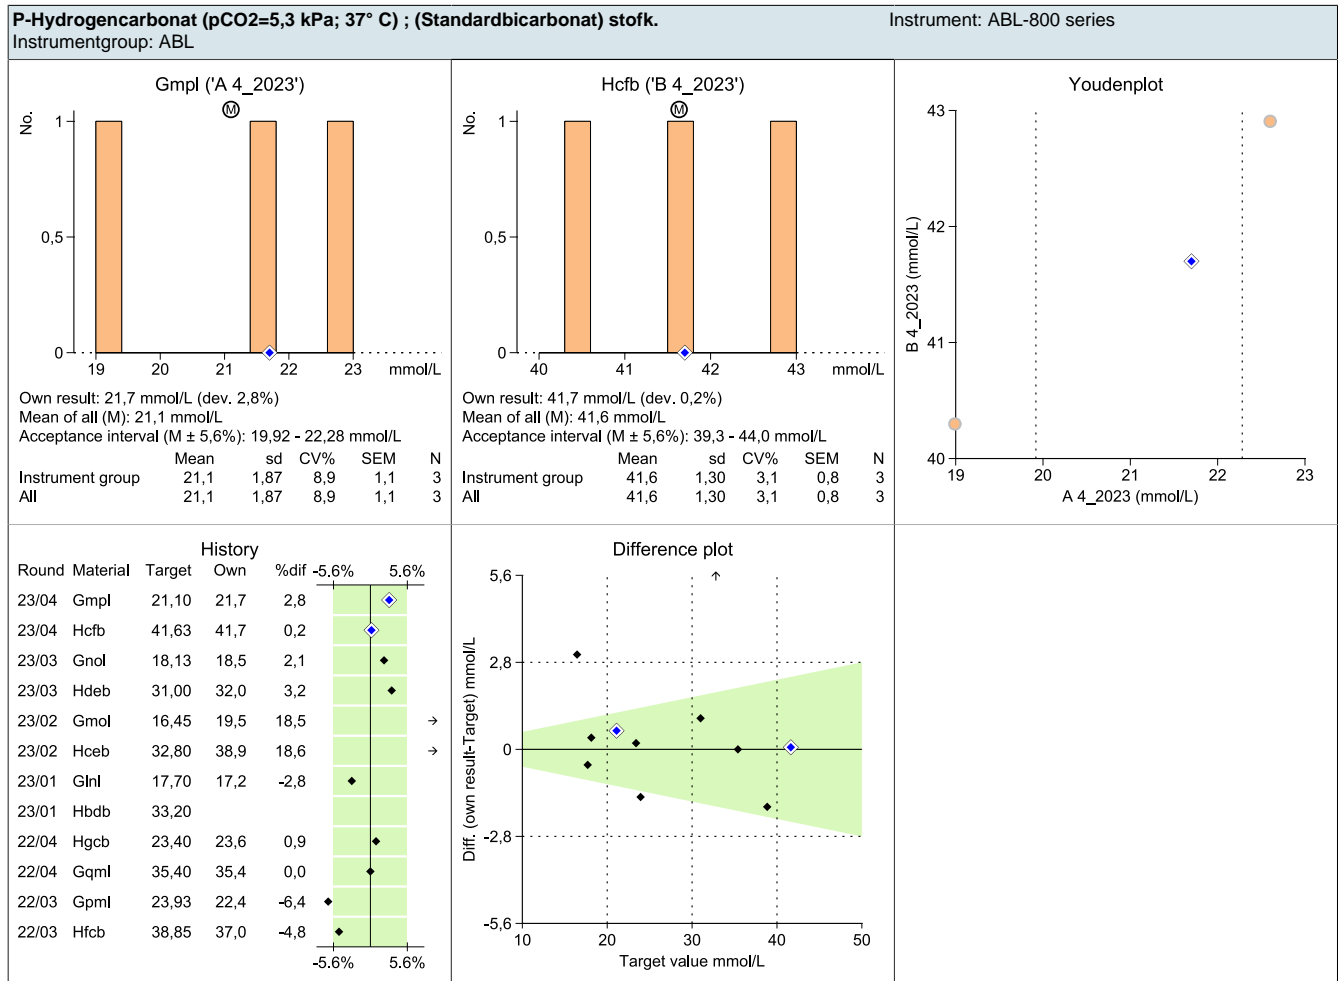 P-Hydrogencarbonat (pCO2=5,3 kPa; 37° C) ; (Standardbicarbonat) stofk. Instrument: ABL-800 series
Instrumentgroup: ABL
Gmpl ('A 4_2023')
M
No.
1
0,5
0
19 20 21 22 23 mmol/L
Own result: 21,7 mmol/L (dev. 2,8%)
Mean of all (M): 21,1 mmol/L
Acceptance interval (M ± 5,6%): 19,92 - 22,28 mmol/L
Mean sd CV% SEM N
Instrument group 21,1 1,87 8,9 1,1 3
All 21,1 1,87 8,9 1,1 3
Hcfb ('B 4_2023')
M
No.
1
0,5
0
40 41 42 43 mmol/L
Own result: 41,7 mmol/L (dev. 0,2%)
Mean of all (M): 41,6 mmol/L
Acceptance interval (M ± 5,6%): 39,3 - 44,0 mmol/L
Mean sd CV% SEM N
Instrument group 41,6 1,30 3,1 0,8 3
All 41,6 1,30 3,1 0,8 3
Youdenplot
B 4_2023 (mmol/L)
43
42
41
40
19 20 21 22 23
A 4_2023 (mmol/L)
History
Round Material Target Own %dif -5.6% 5.6%
23/04 Gmpl 21,10 21,7 2,8
23/04 Hcfb 41,63 41,7 0,2
23/03 Gnol 18,13 18,5 2,1
23/03 Hdeb 31,00 32,0 3,2
23/02 Gmol 16,45 19,5 18,5 →
23/02 Hceb 32,80 38,9 18,6 →
23/01 Glnl 17,70 17,2 -2,8
23/01 Hbdb 33,20
22/04 Hgcb 23,40 23,6 0,9
22/04 Gqml 35,40 35,4 0,0
22/03 Gpml 23,93 22,4 -6,4
22/03 Hfcb 38,85 37,0 -4,8
-5.6% 5.6%
Difference plot
Diff. (own result-Target) mmol/L
5,6
2,8
0
-2,8
-5,6
10 20 30 40 50
Target value mmol/L